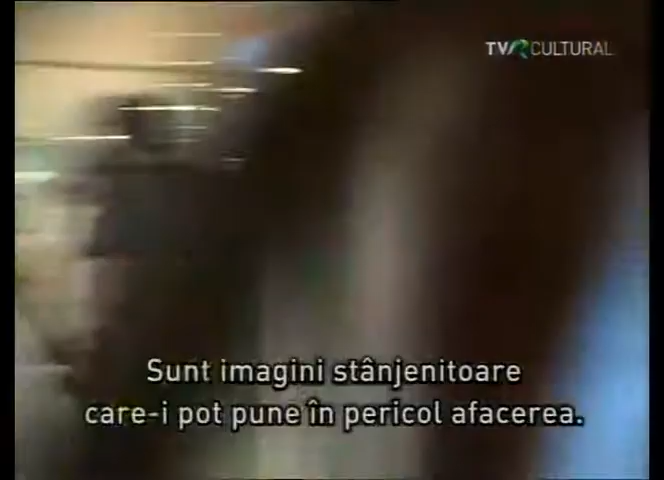 TVR CULTURAL
Sunt imagini stânjenitoare
care-i pot pune în pericol afacerea.